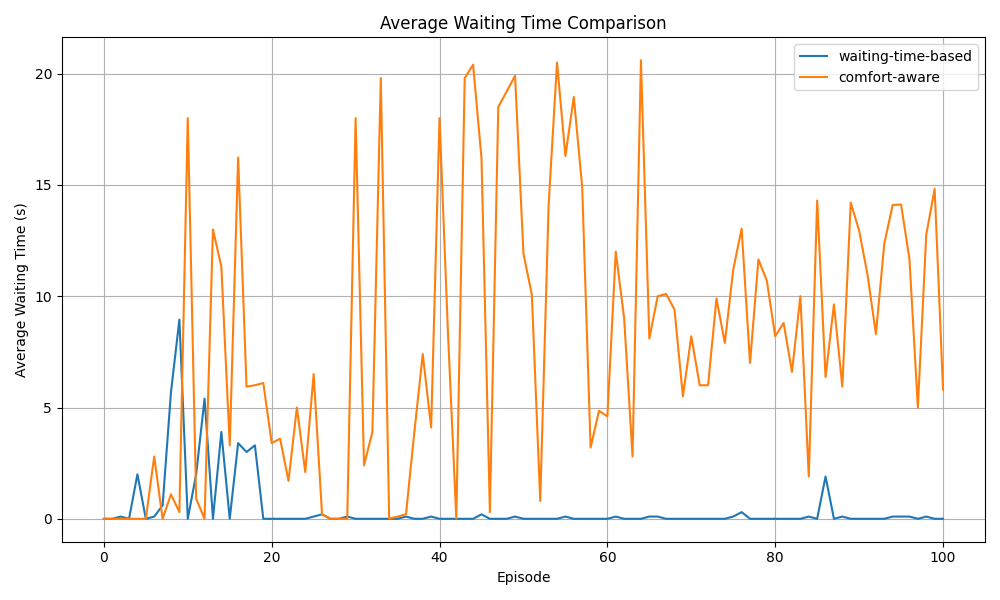 Average Waiting Time Comparison
waiting-time-based
comfort-aware
Average Waiting Time (s)
20
15
10
5
0
0 20 40 60 80 100
Episode